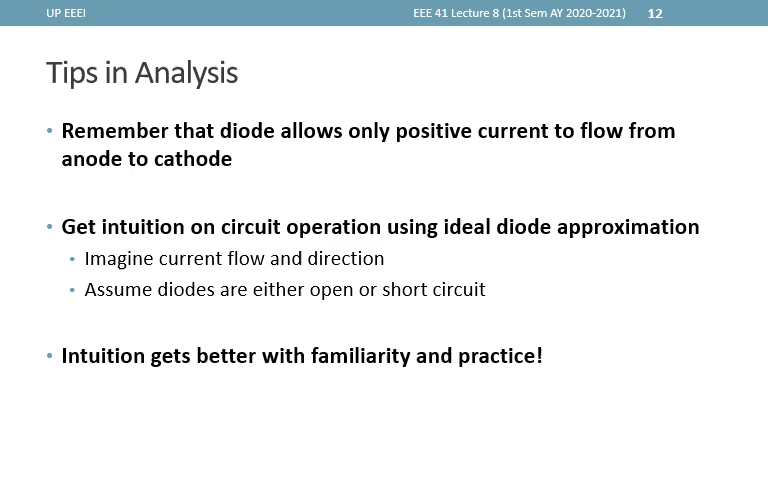 UP EEEI
EEE 41 Lecture 8 (1st Sem AY 2020-2021)
12
Tips in Analysis
• Remember that diode allows only positive current to flow from
anode to cathode
• Get intuition on circuit operation using ideal diode approximation
• Imagine current flow and direction
• Assume diodes are either open or short circuit
• Intuition gets better with familiarity and practice!